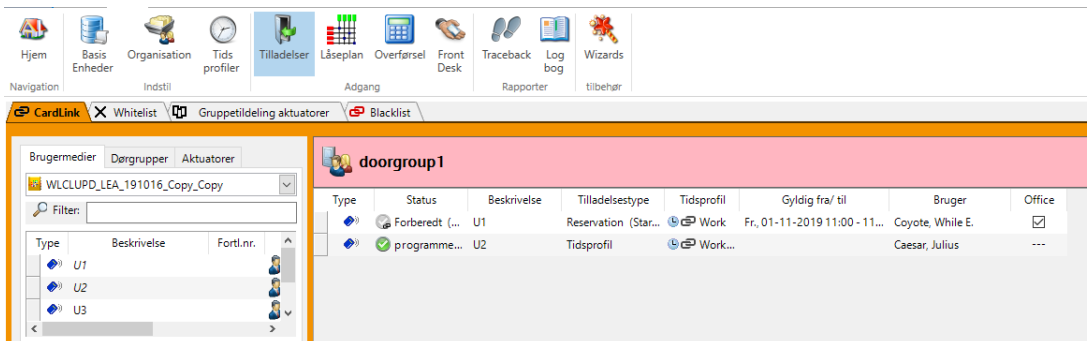 Hjem
Basis Enheder
Organisation
Tids profiler
Tilladelser
Låseplan
Overførsel
Front Desk
Traceback
Log bog
Wizards
Navigation
Indstil
Adgang
Rapporter
tilbehør
CardLink
Whitelist
Gruppetildeling aktuatorer
Blacklist
Brugermedier Dørgrupper Aktuatorer
WLCLUPD_LEA_191016_Copy_Copy
Filter:
Type Beskrivelse Fortl.nr.
U1
U2
U3
doorgroup1
Type Status Beskrivelse Tilladelsestype Tidsprofil Gyldig fra/ til Bruger Office
Forberedt (... U1 Reservation (Star... Work Fr., 01-11-2019 11:00 - 11... Coyote, While E.
programme... U2 Tidsprofil Work... Caesar, Julius ---